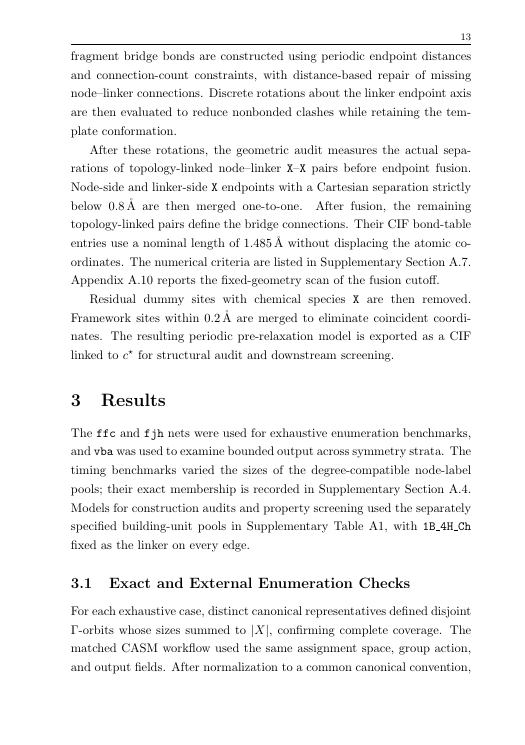 13
fragment bridge bonds are constructed using periodic endpoint distances
and connection-count constraints, with distance-based repair of missing
node–linker connections. Discrete rotations about the linker endpoint axis
are then evaluated to reduce nonbonded clashes while retaining the tem-
plate conformation.
After these rotations, the geometric audit measures the actual sepa-
rations of topology-linked node–linker X–X pairs before endpoint fusion.
Node-side and linker-side X endpoints with a Cartesian separation strictly
below 0.8 Å are then merged one-to-one. After fusion, the remaining
topology-linked pairs define the bridge connections. Their CIF bond-table
entries use a nominal length of 1.485 Å without displacing the atomic co-
ordinates. The numerical criteria are listed in Supplementary Section A.7.
Appendix A.10 reports the fixed-geometry scan of the fusion cutoff.
Residual dummy sites with chemical species X are then removed.
Framework sites within 0.2 Å are merged to eliminate coincident coordi-
nates. The resulting periodic pre-relaxation model is exported as a CIF
linked to c⋆ for structural audit and downstream screening.
3 Results
The ffc and fjh nets were used for exhaustive enumeration benchmarks,
and vba was used to examine bounded output across symmetry strata. The
timing benchmarks varied the sizes of the degree-compatible node-label
pools; their exact membership is recorded in Supplementary Section A.4.
Models for construction audits and property screening used the separately
specified building-unit pools in Supplementary Table A1, with 1B_4H_Ch
fixed as the linker on every edge.
3.1 Exact and External Enumeration Checks
For each exhaustive case, distinct canonical representatives defined disjoint
Γ-orbits whose sizes summed to |X|, confirming complete coverage. The
matched CASM workflow used the same assignment space, group action,
and output fields. After normalization to a common canonical convention,